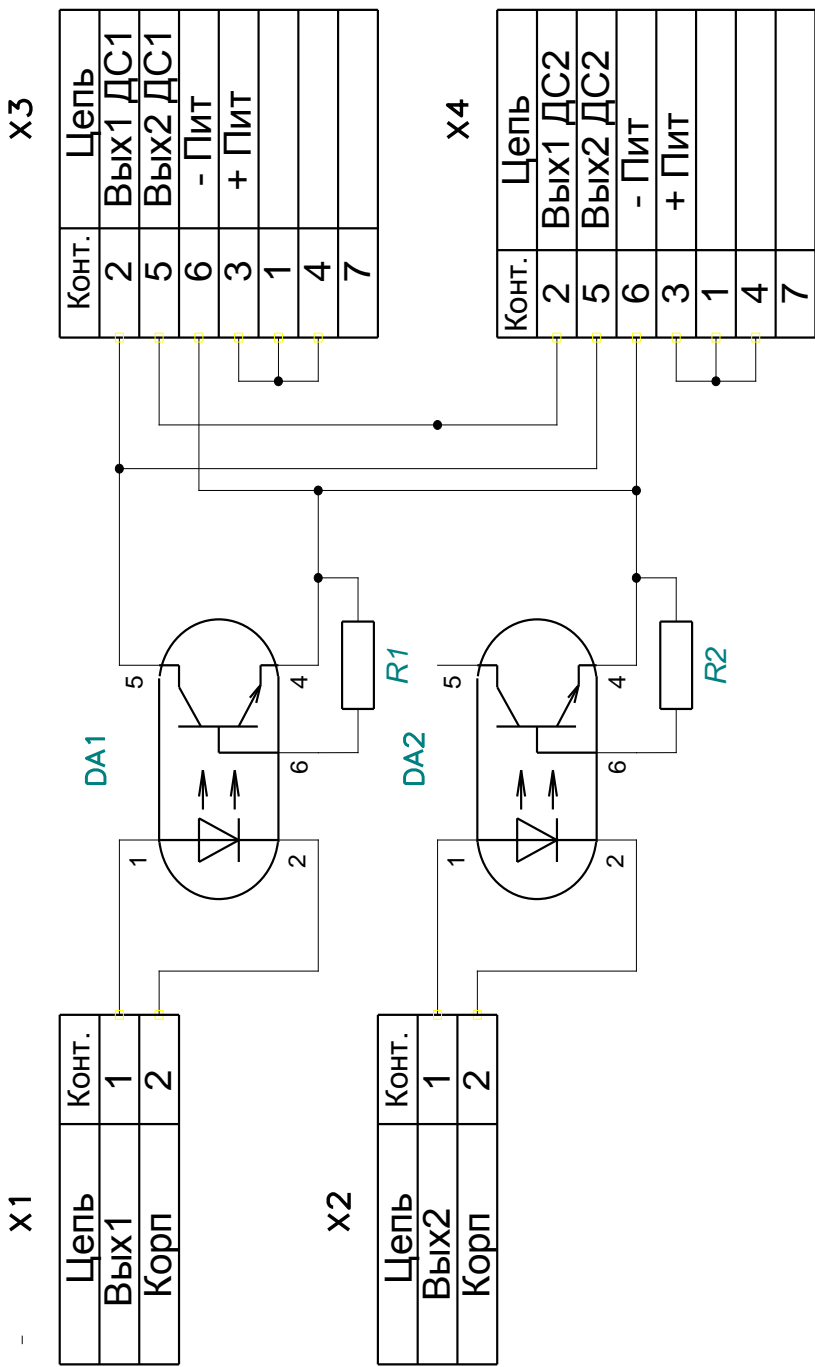 X1
Цепь Конт.
Вых1 1
Корп 2
X2
Цепь Конт.
Вых2 1
Корп 2
DA1
1
2
5
4
6
R1
DA2
1
2
5
4
6
R2
X3
Конт. Цепь
2 Вых1 ДС1
5 Вых2 ДС1
6 - Пит
3 + Пит
1
4
7
X4
Конт. Цепь
2 Вых1 ДС2
5 Вых2 ДС2
6 - Пит
3 + Пит
1
4
7